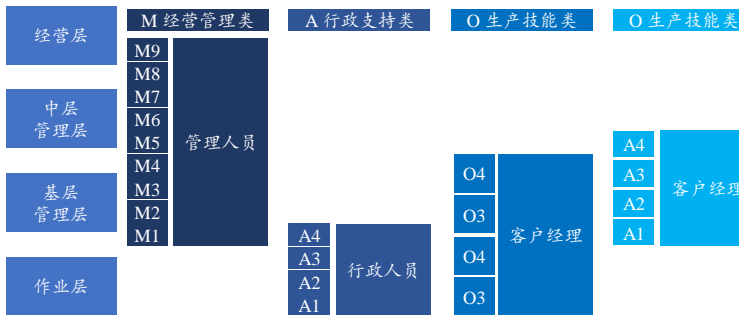 经营层
中层
管理层
基层
管理层
作业层
M 经营管理类
M9
M8
M7
M6
M5
M4
M3
M2
M1
管理人员
A 行政支持类
A4
A3
A2
A1
行政人员
O 生产技能类
O4
O3
O4
O3
客户经理
O 生产技能类
A4
A3
A2
A1
客户经理